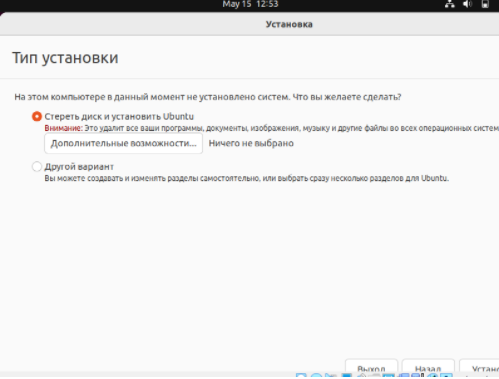 May 15 12:53
Установка
Тип установки
На этом компьютере в данный момент не установлено систем. Что вы желаете сделать?
Стереть диск и установить Ubuntu
Внимание: Это удалит все ваши программы, документы, изображения, музыку и другие файлы во всех операционных систем
Дополнительные возможности... Ничего не выбрано
Другой вариант
Вы можете создавать и изменять разделы самостоятельно, или выбрать сразу несколько разделов для Ubuntu.
Выход Назад Устано